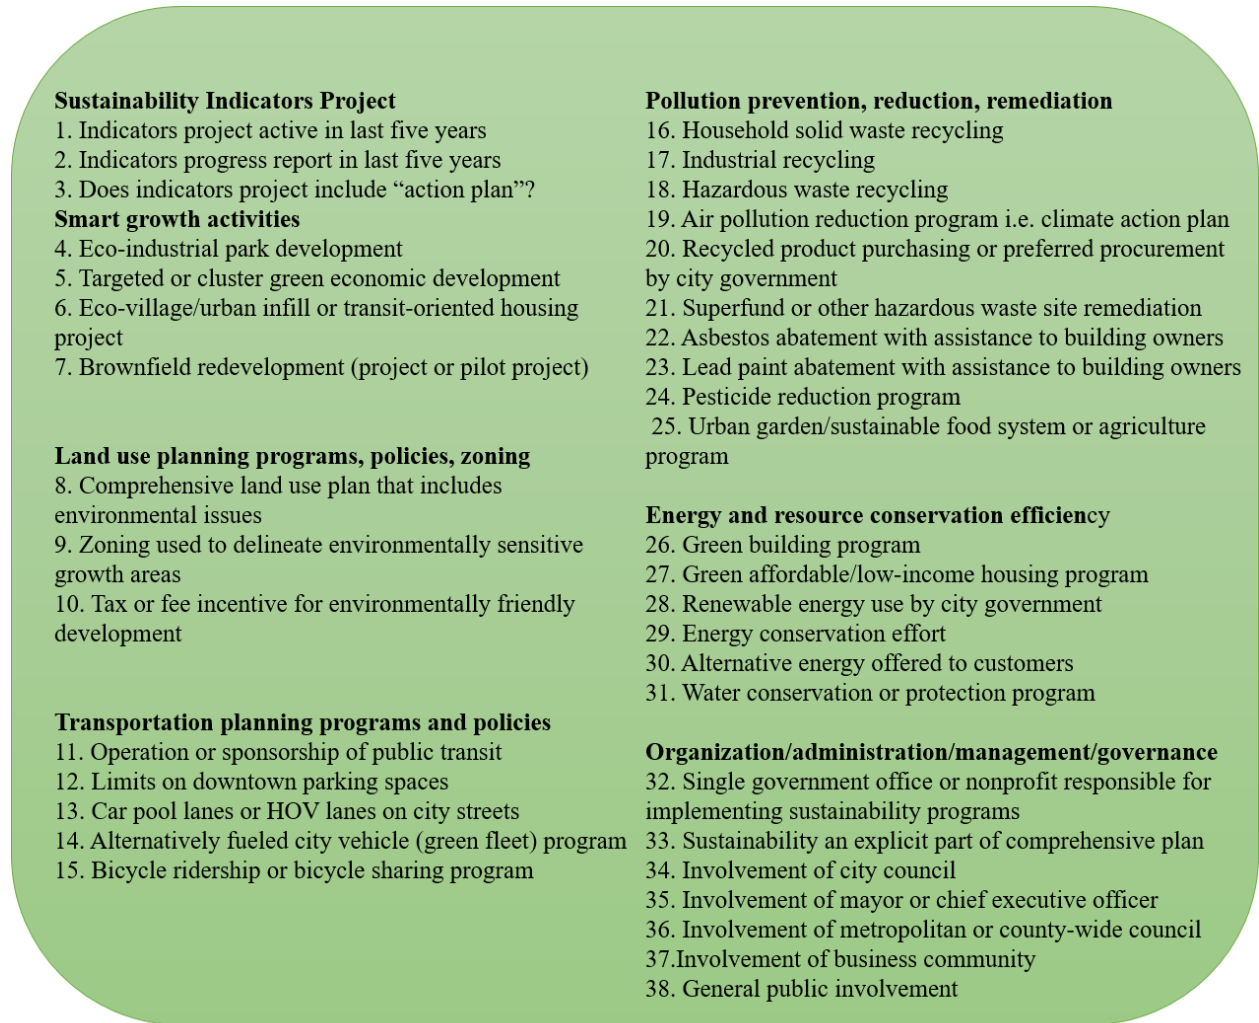 Sustainability Indicators Project
1. Indicators project active in last five years
2. Indicators progress report in last five years
3. Does indicators project include “action plan”?
Smart growth activities
4. Eco-industrial park development
5. Targeted or cluster green economic development
6. Eco-village/urban infill or transit-oriented housing
project
7. Brownfield redevelopment (project or pilot project)
Land use planning programs, policies, zoning
8. Comprehensive land use plan that includes
environmental issues
9. Zoning used to delineate environmentally sensitive
growth areas
10. Tax or fee incentive for environmentally friendly
development
Transportation planning programs and policies
11. Operation or sponsorship of public transit
12. Limits on downtown parking spaces
13. Car pool lanes or HOV lanes on city streets
14. Alternatively fueled city vehicle (green fleet) program
15. Bicycle ridership or bicycle sharing program
Pollution prevention, reduction, remediation
16. Household solid waste recycling
17. Industrial recycling
18. Hazardous waste recycling
19. Air pollution reduction program i.e. climate action plan
20. Recycled product purchasing or preferred procurement
by city government
21. Superfund or other hazardous waste site remediation
22. Asbestos abatement with assistance to building owners
23. Lead paint abatement with assistance to building owners
24. Pesticide reduction program
25. Urban garden/sustainable food system or agriculture
program
Energy and resource conservation efficiency
26. Green building program
27. Green affordable/low-income housing program
28. Renewable energy use by city government
29. Energy conservation effort
30. Alternative energy offered to customers
31. Water conservation or protection program
Organization/administration/management/governance
32. Single government office or nonprofit responsible for
implementing sustainability programs
33. Sustainability an explicit part of comprehensive plan
34. Involvement of city council
35. Involvement of mayor or chief executive officer
36. Involvement of metropolitan or county-wide council
37.Involvement of business community
38. General public involvement